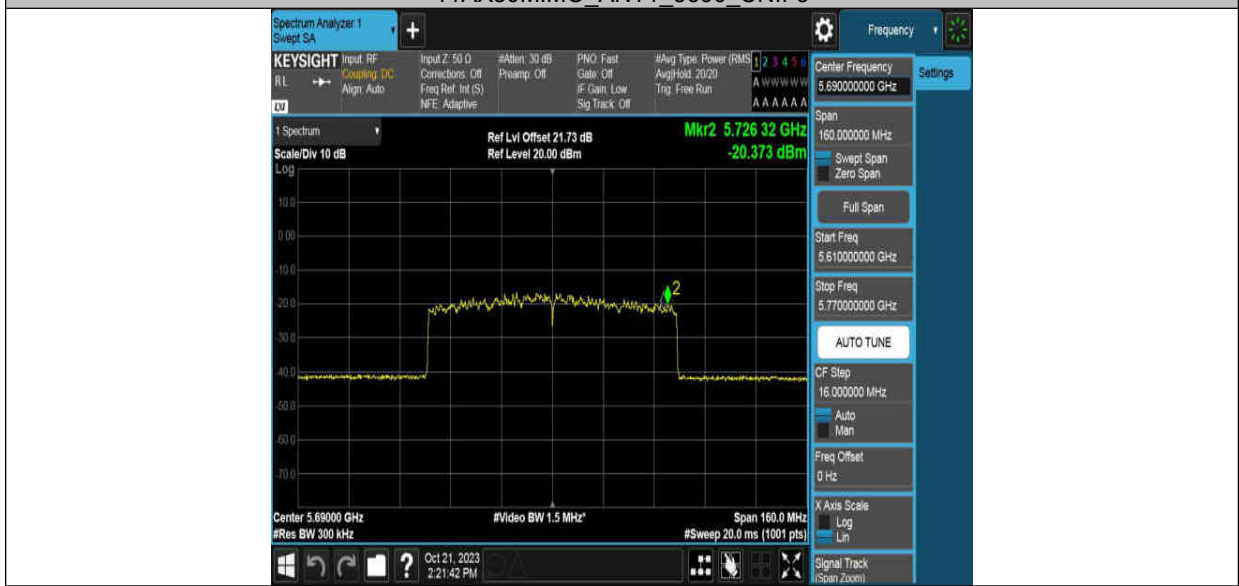 Spectrum Analyzer 1
Swept SA
+
Frequency
KEYSIGHT
RL
LXI
Input: RF
Coupling: DC
Align: Auto
Input Z: 50 Ω
Corrections: Off
Freq Ref: Int (S)
NFE: Adaptive
#Atten: 30 dB
Preamp: Off
PNO: Fast
Gate: Off
IF Gain: Low
Sig Track: Off
#Avg Type: Power (RMS
Avg|Hold: 20/20
Trig: Free Run
1 2 3 4 5 6
A W W W W W
A A A A A A
1 Spectrum
Scale/Div 10 dB
Log
Ref Lvl Offset 21.73 dB
Ref Level 20.00 dBm
Mkr2 5.726 32 GHz
-20.373 dBm
10.0
0.00
-10.0
-20.0
-30.0
-40.0
-50.0
-60.0
-70.0
2
Center 5.69000 GHz
#Res BW 300 kHz
#Video BW 1.5 MHz*
Span 160.0 MHz
#Sweep 20.0 ms (1001 pts)
Center Frequency
5.690000000 GHz
Settings
Span
160.000000 MHz
Swept Span
Zero Span
Full Span
Start Freq
5.610000000 GHz
Stop Freq
5.770000000 GHz
AUTO TUNE
CF Step
16.000000 MHz
Auto
Man
Freq Offset
0 Hz
X Axis Scale
Log
Lin
Signal Track
(Span Zoom)
?
Oct 21, 2023
2:21:42 PM